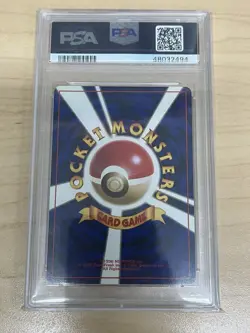 PSA
PSA
48032494
POCKET MONSTERS
CARD GAME